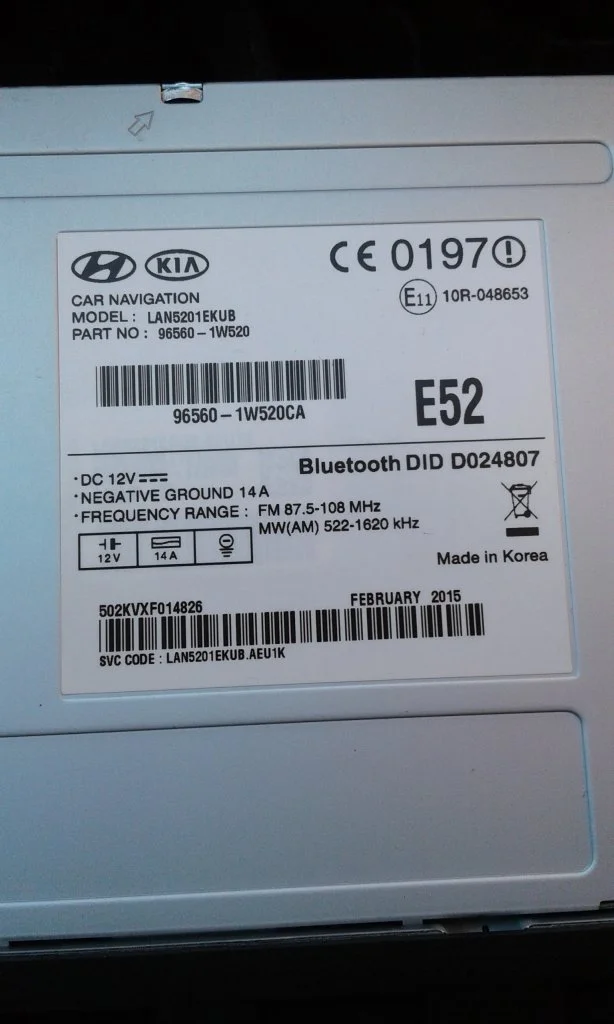 KIA
CE 0197
CAR NAVIGATION
MODEL : LAN5201EKUB
PART NO : 96560-1W520
E11 10R-048653
96560-1W520CA
E52
Bluetooth DID D024807
·DC 12V
·NEGATIVE GROUND 14A
·FREQUENCY RANGE : FM 87.5-108 MHz
MW(AM) 522-1620 kHz
12V 14A
Made in Korea
502KVXF014826 FEBRUARY 2015
SVC CODE : LAN5201EKUB.AEU1K